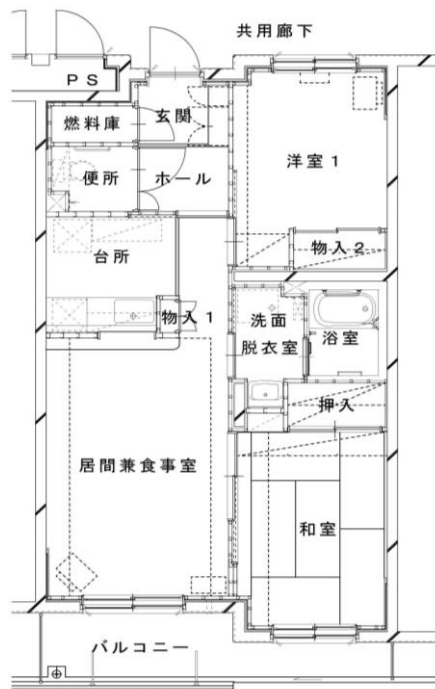 共用廊下
PS
燃料庫
玄関
便所
ホール
洋室1
台所
物入2
物入1
洗面
脱衣室
浴室
押入
居間兼食事室
和室
バルコニー